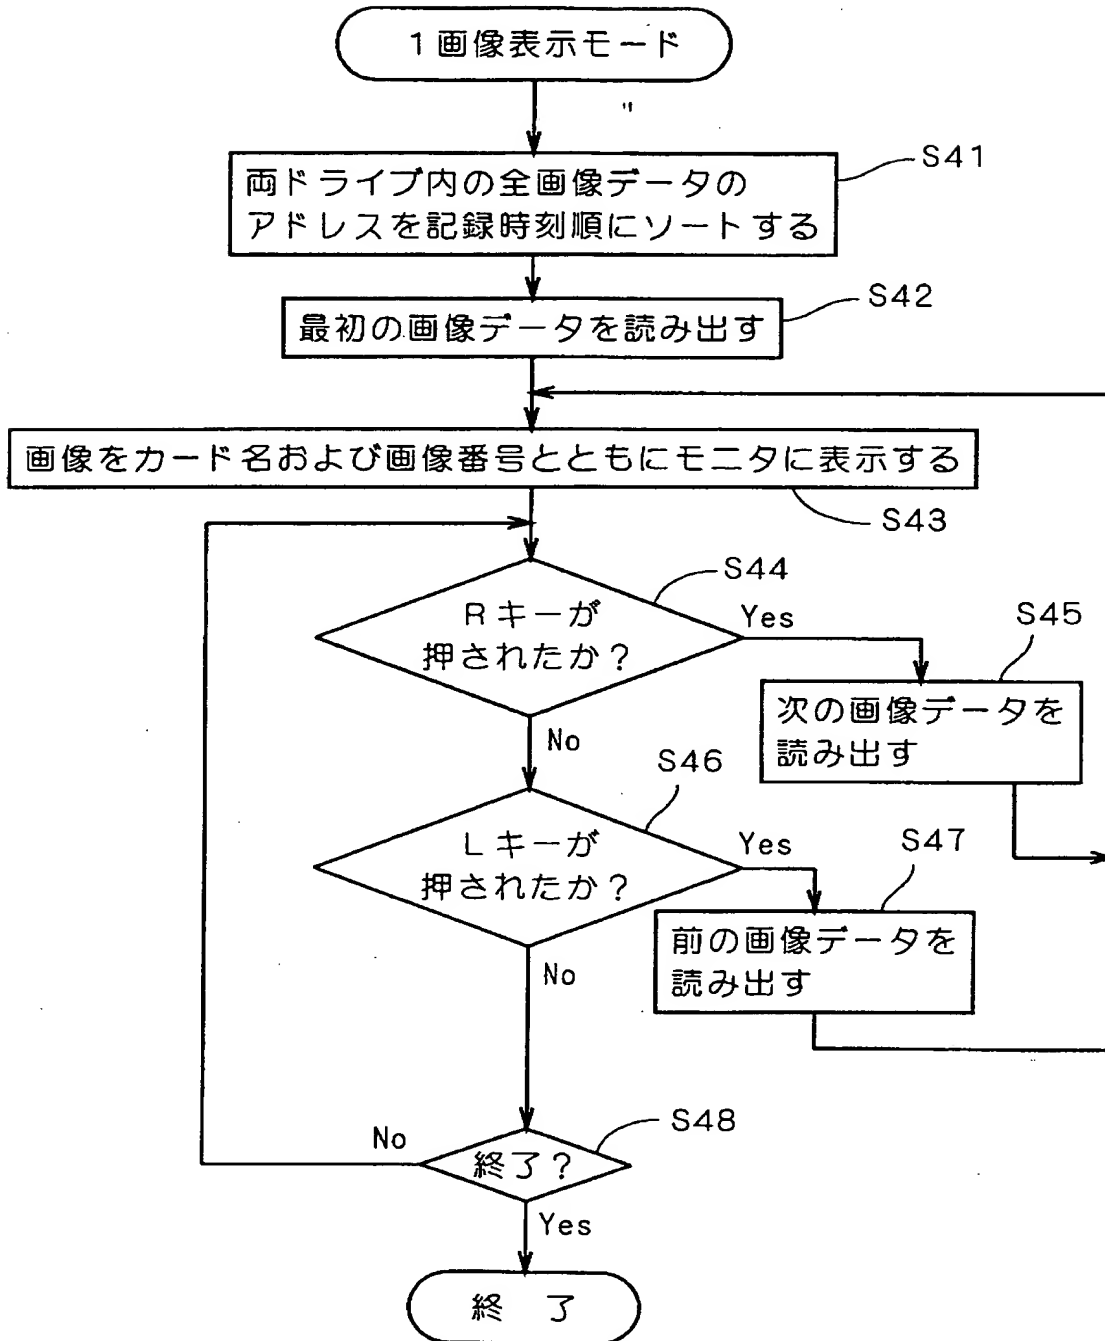 1画像表示モード
S41
両ドライブ内の全画像データの
アドレスを記録時刻順にソートする
S42
最初の画像データを読み出す
画像をカード名および画像番号とともにモニタに表示する
S43
S44
Rキーが
押されたか?
Yes
S45
次の画像データを
読み出す
No
S46
Lキーが
押されたか?
Yes
S47
前の画像データを
読み出す
No
S48
No
終了?
Yes
終 了